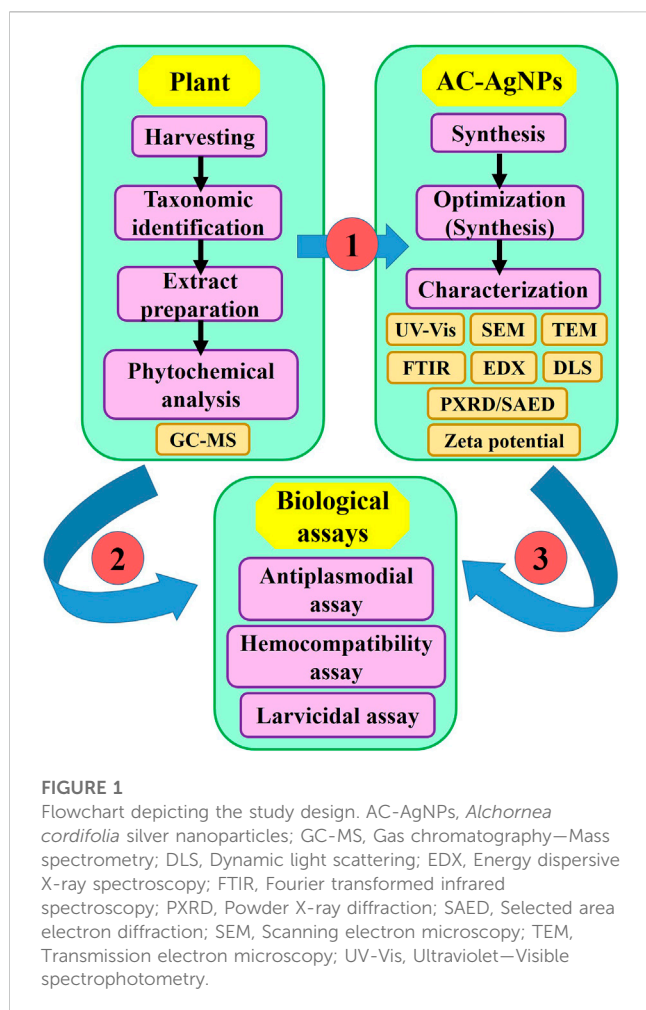 Plant
Harvesting
Taxonomic
identification
Extract
preparation
Phytochemical
analysis
GC-MS
1
AC-AgNPs
Synthesis
Optimization
(Synthesis)
Characterization
UV-Vis SEM TEM
FTIR EDX DLS
PXRD/SAED
Zeta potential
2
Biological
assays
Antiplasmodial
assay
Hemocompatibility
assay
Larvicidal assay
3
FIGURE 1
Flowchart depicting the study design. AC-AgNPs, Alchornea
cordifolia silver nanoparticles; GC-MS, Gas chromatography—Mass
spectrometry; DLS, Dynamic light scattering; EDX, Energy dispersive
X-ray spectroscopy; FTIR, Fourier transformed infrared
spectroscopy; PXRD, Powder X-ray diffraction; SAED, Selected area
electron diffraction; SEM, Scanning electron microscopy; TEM,
Transmission electron microscopy; UV-Vis, Ultraviolet—Visible
spectrophotometry.